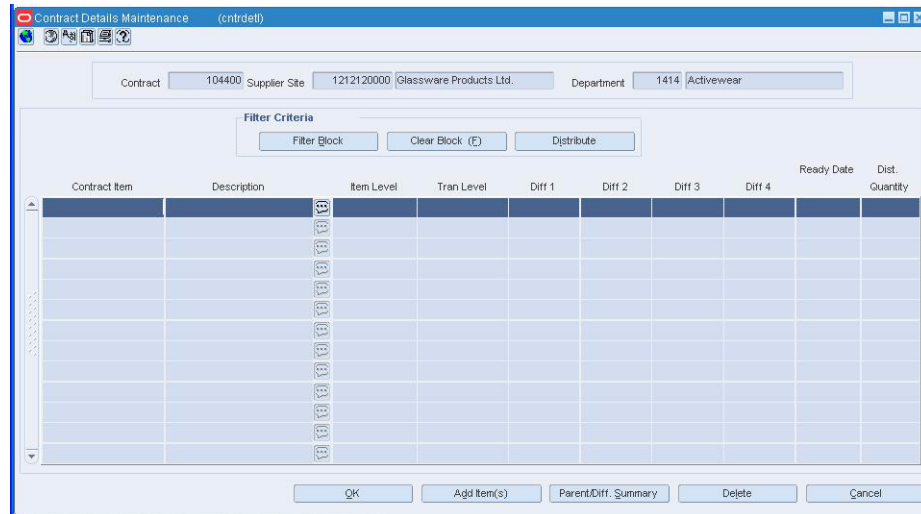 Contract Details Maintenance (cntrdetl)
Contract 104400 Supplier Site 1212120000 Glassware Products Ltd. Department 1414 Activewear
Filter Criteria
Filter Block Clear Block (F) Distribute
Contract Item Description Item Level Tran Level Diff 1 Diff 2 Diff 3 Diff 4 Ready Date Dist. Quantity
OK Add Item(s) Parent/Diff. Summary Delete Cancel